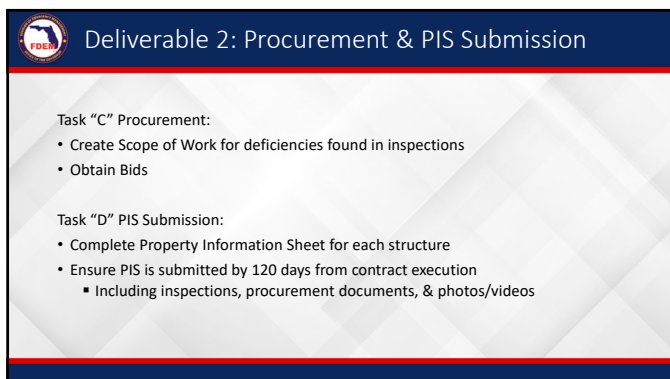 FDEM
Deliverable 2: Procurement & PIS Submission
Task “C” Procurement:
• Create Scope of Work for deficiencies found in inspections
• Obtain Bids
Task “D” PIS Submission:
• Complete Property Information Sheet for each structure
• Ensure PIS is submitted by 120 days from contract execution
▪ Including inspections, procurement documents, & photos/videos